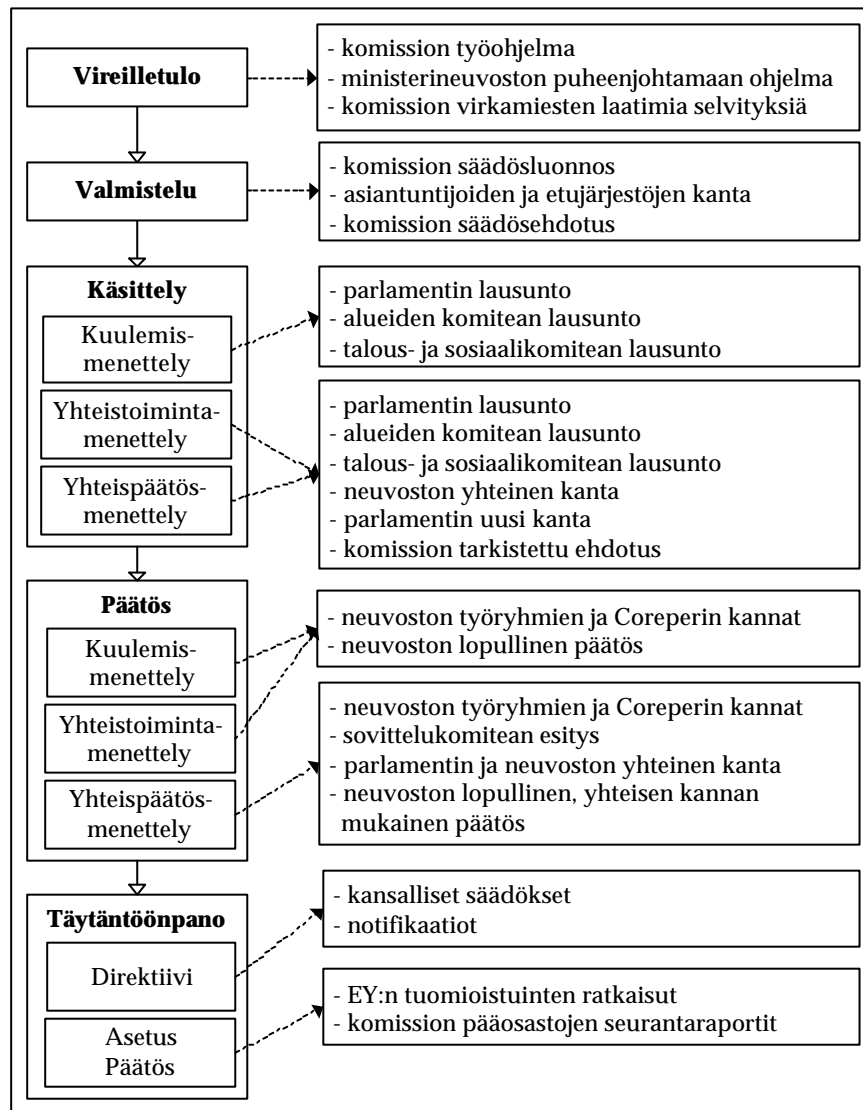 Vireilletulo
- komission työohjelma
- ministerineuvoston puheenjohtamaan ohjelma
- komission virkamiesten laatimia selvityksiä
Valmistelu
- komission säädösluonnos
- asiantuntijoiden ja etujärjestöjen kanta
- komission säädösehdotus
Käsittely
Kuulemis-
menettely
- parlamentin lausunto
- alueiden komitean lausunto
- talous- ja sosiaalikomitean lausunto
Yhteistoiminta-
menettely
Yhteispäätös-
menettely
- parlamentin lausunto
- alueiden komitean lausunto
- talous- ja sosiaalikomitean lausunto
- neuvoston yhteinen kanta
- parlamentin uusi kanta
- komission tarkistettu ehdotus
Päätös
Kuulemis-
menettely
Yhteistoiminta-
menettely
- neuvoston työryhmien ja Coreperin kannat
- neuvoston lopullinen päätös
Yhteispäätös-
menettely
- neuvoston työryhmien ja Coreperin kannat
- sovittelukomitean esitys
- parlamentin ja neuvoston yhteinen kanta
- neuvoston lopullinen, yhteisen kannan
mukainen päätös
Täytäntöönpano
Direktiivi
- kansalliset säädökset
- notifikaatiot
Asetus
Päätös
- EY:n tuomioistuinten ratkaisut
- komission pääosastojen seurantaraportit